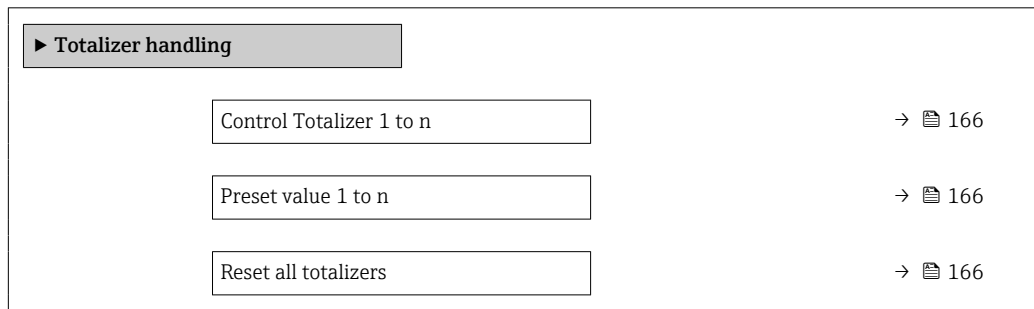 ▶ Totalizer handling
Control Totalizer 1 to n → 166
Preset value 1 to n → 166
Reset all totalizers → 166